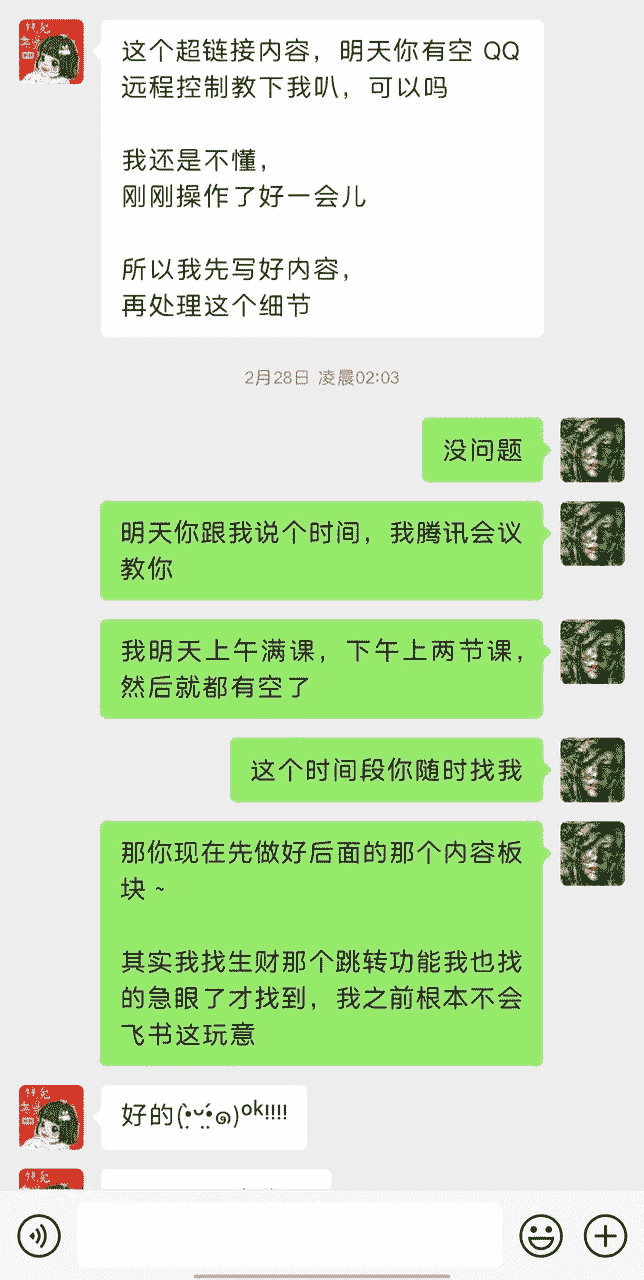 这个超链接内容，明天你有空 QQ
远程控制教下我叭，可以吗
我还是不懂，
刚刚操作了好一会儿
所以我先写好内容，
再处理这个细节
2月28日 凌晨02:03
没问题
明天你跟我说个时间，我腾讯会议
教你
我明天上午满课，下午上两节课，
然后就都有空了
这个时间段你随时找我
那你现在先做好后面的那个内容板
块~
其实我找生财那个跳转功能我也找
的急眼了才找到，我之前根本不会
飞书这玩意
好的(•̀ᴗ•́๑)ok!!!!